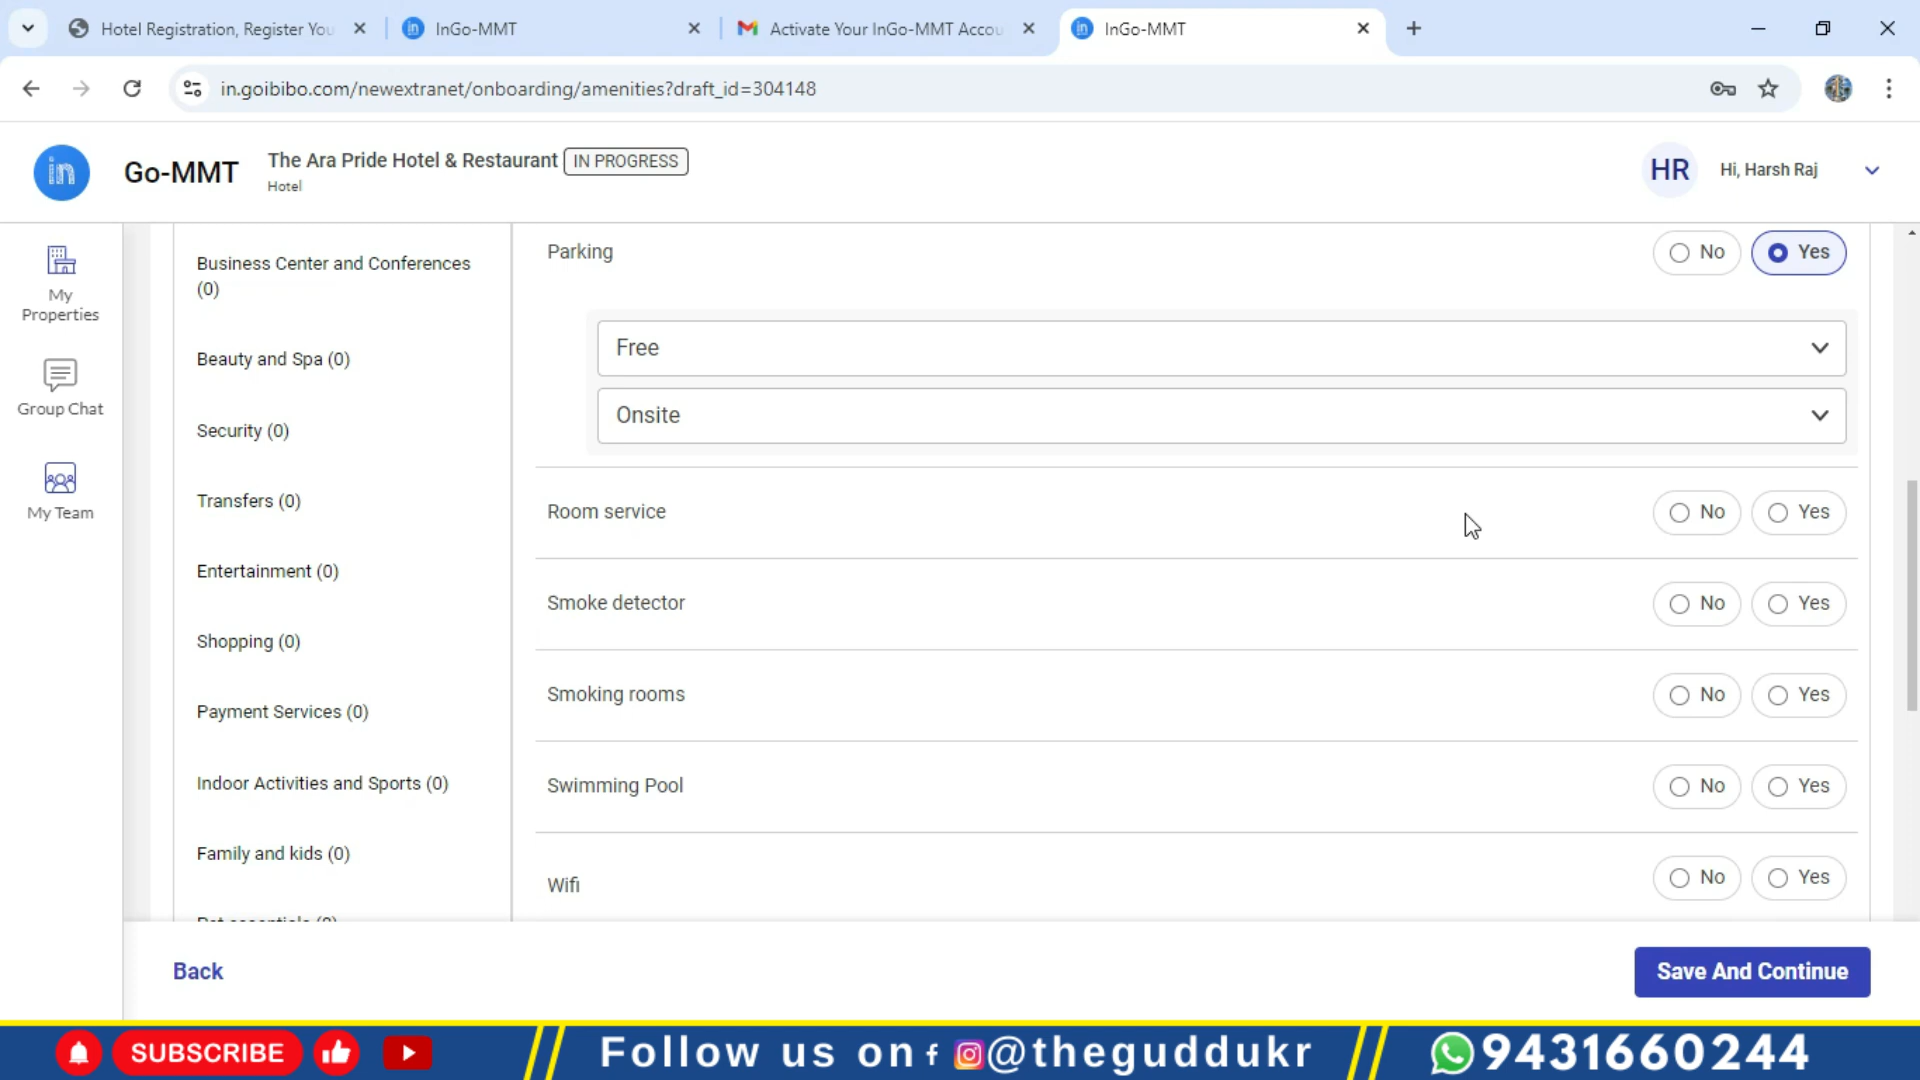 Hotel Registration, Register You
InGo-MMT
Activate Your InGo-MMT Accou
InGo-MMT
in.goibibo.com/newextranet/onboarding/amenities?draft_id=304148
in
Go-MMT
The Ara Pride Hotel & Restaurant
IN PROGRESS
Hotel
HR
Hi, Harsh Raj
My Properties
Group Chat
My Team
Business Center and Conferences
(0)
Beauty and Spa (0)
Security (0)
Transfers (0)
Entertainment (0)
Shopping (0)
Payment Services (0)
Indoor Activities and Sports (0)
Family and kids (0)
Parking
No
Yes
Free
Onsite
Room service
No
Yes
Smoke detector
No
Yes
Smoking rooms
No
Yes
Swimming Pool
No
Yes
Wifi
No
Yes
Back
Save And Continue
SUBSCRIBE
Follow us on
@theguddukr
9431660244